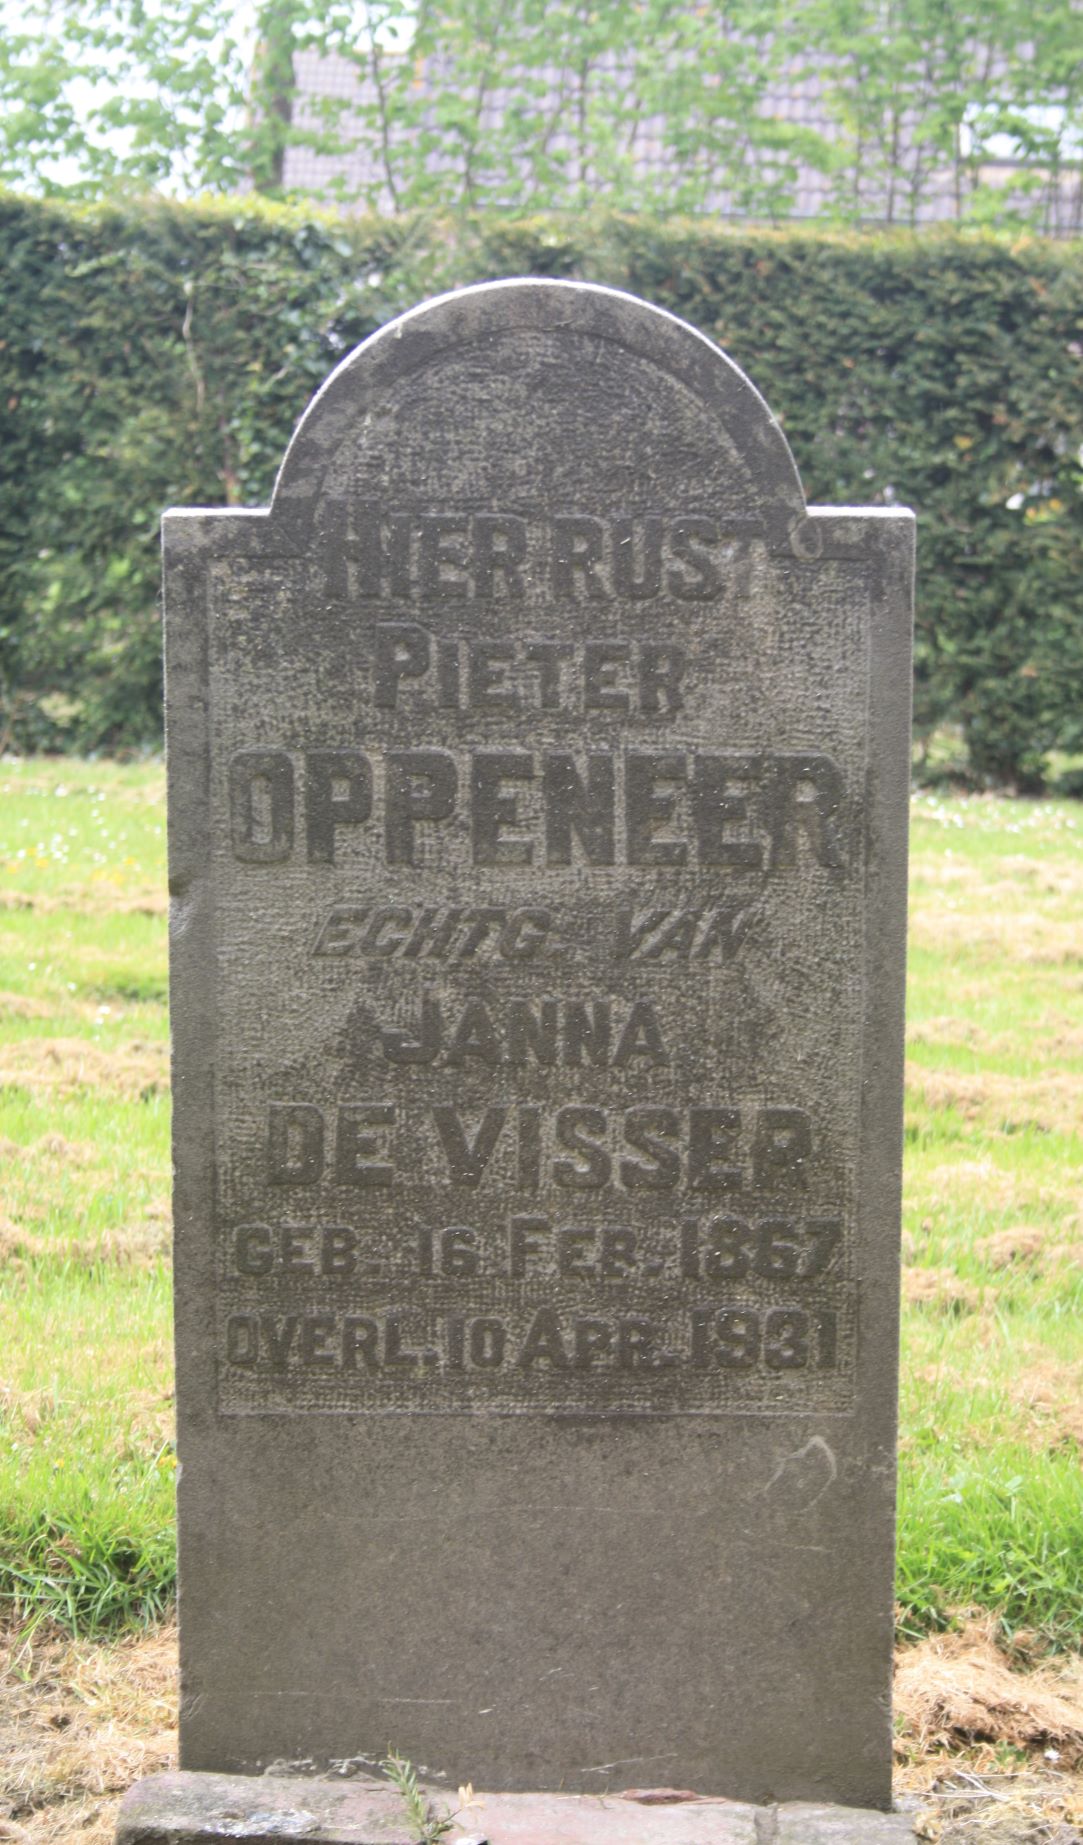 HIER RUST
PIETER
OPPENEER
ECHTG. VAN
JANNA
DE VISSER
GEB. 16 FEB. 1867
OVERL. 10 APR. 1931